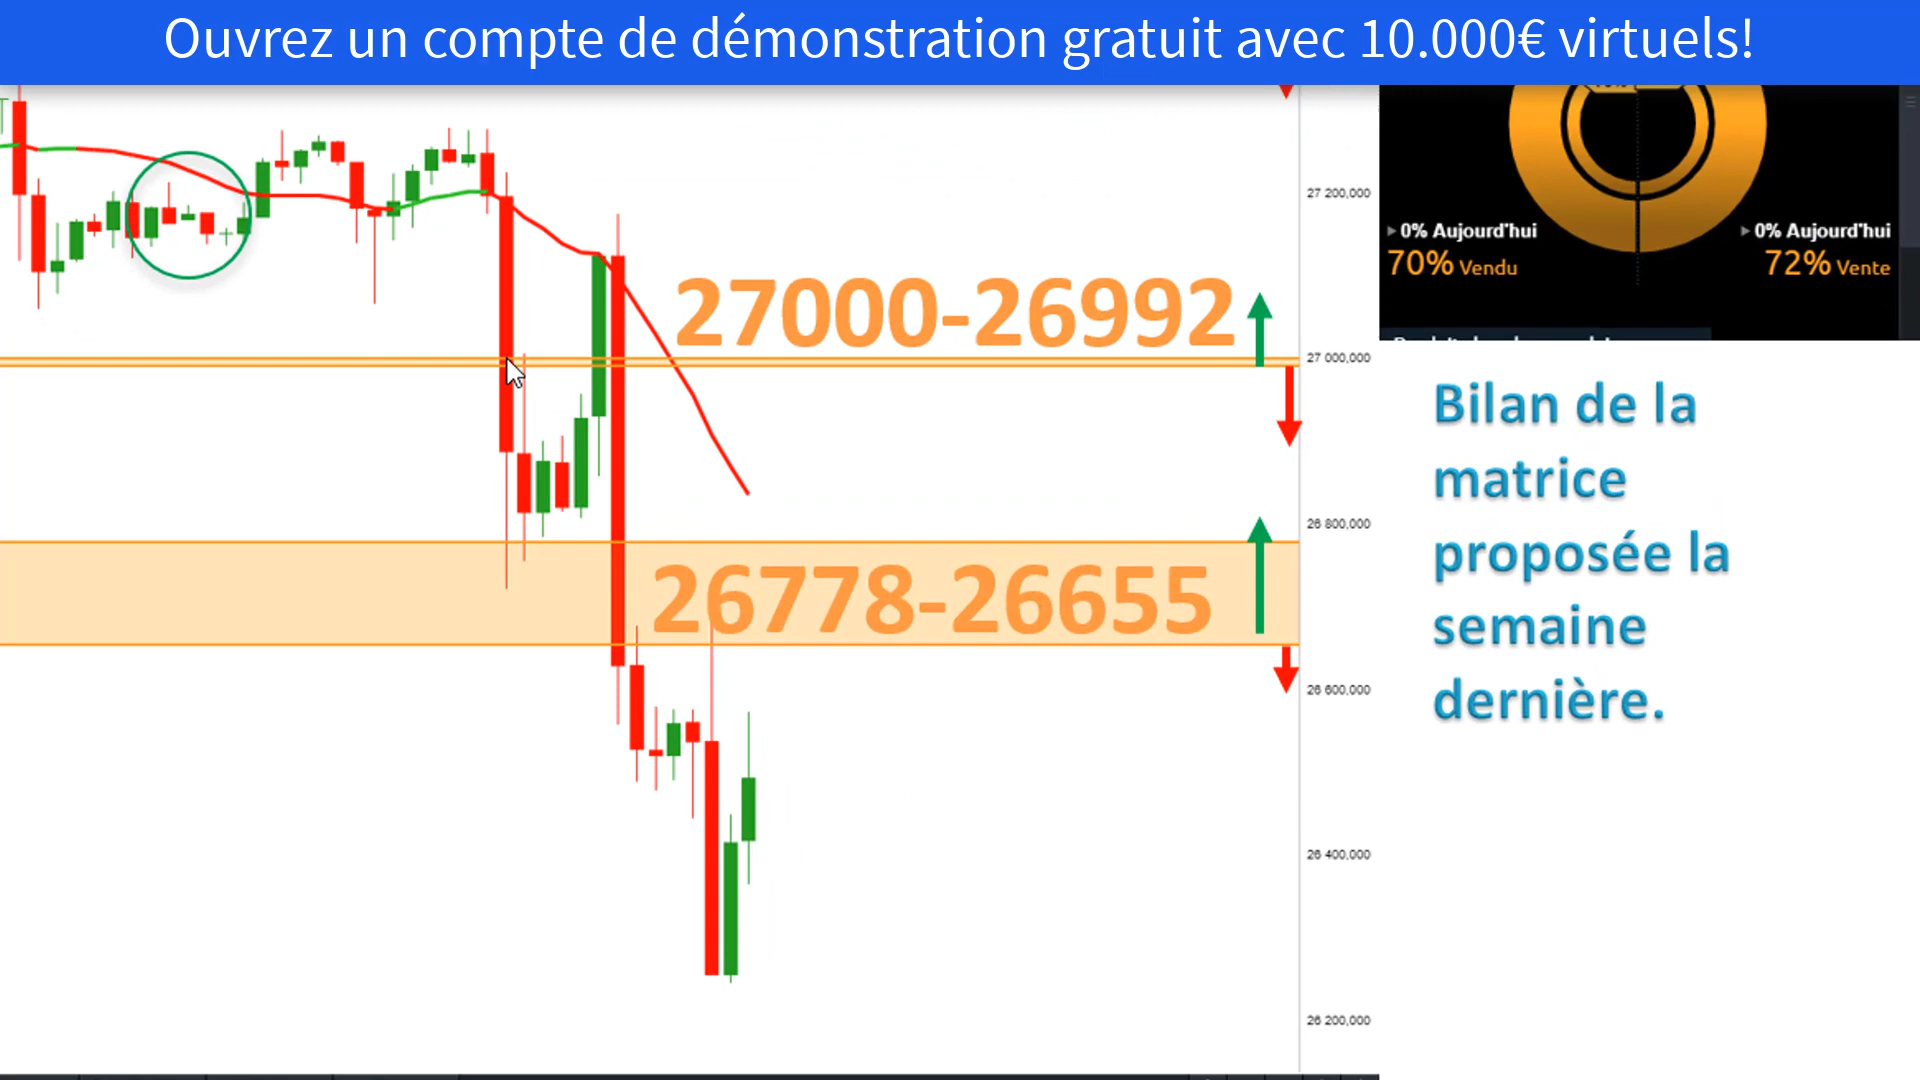 Ouvrez un compte de démonstration gratuit avec 10.000€ virtuels!
27 200,000
0% Aujourd'hui
0% Aujourd'hui
70% Vendu
72% Vente
27000-26992
27 000,000
Bilan de la
matrice
proposée la
semaine
dernière.
26 800,000
26778-26655
26 600,000
26 400,000
26 200,000